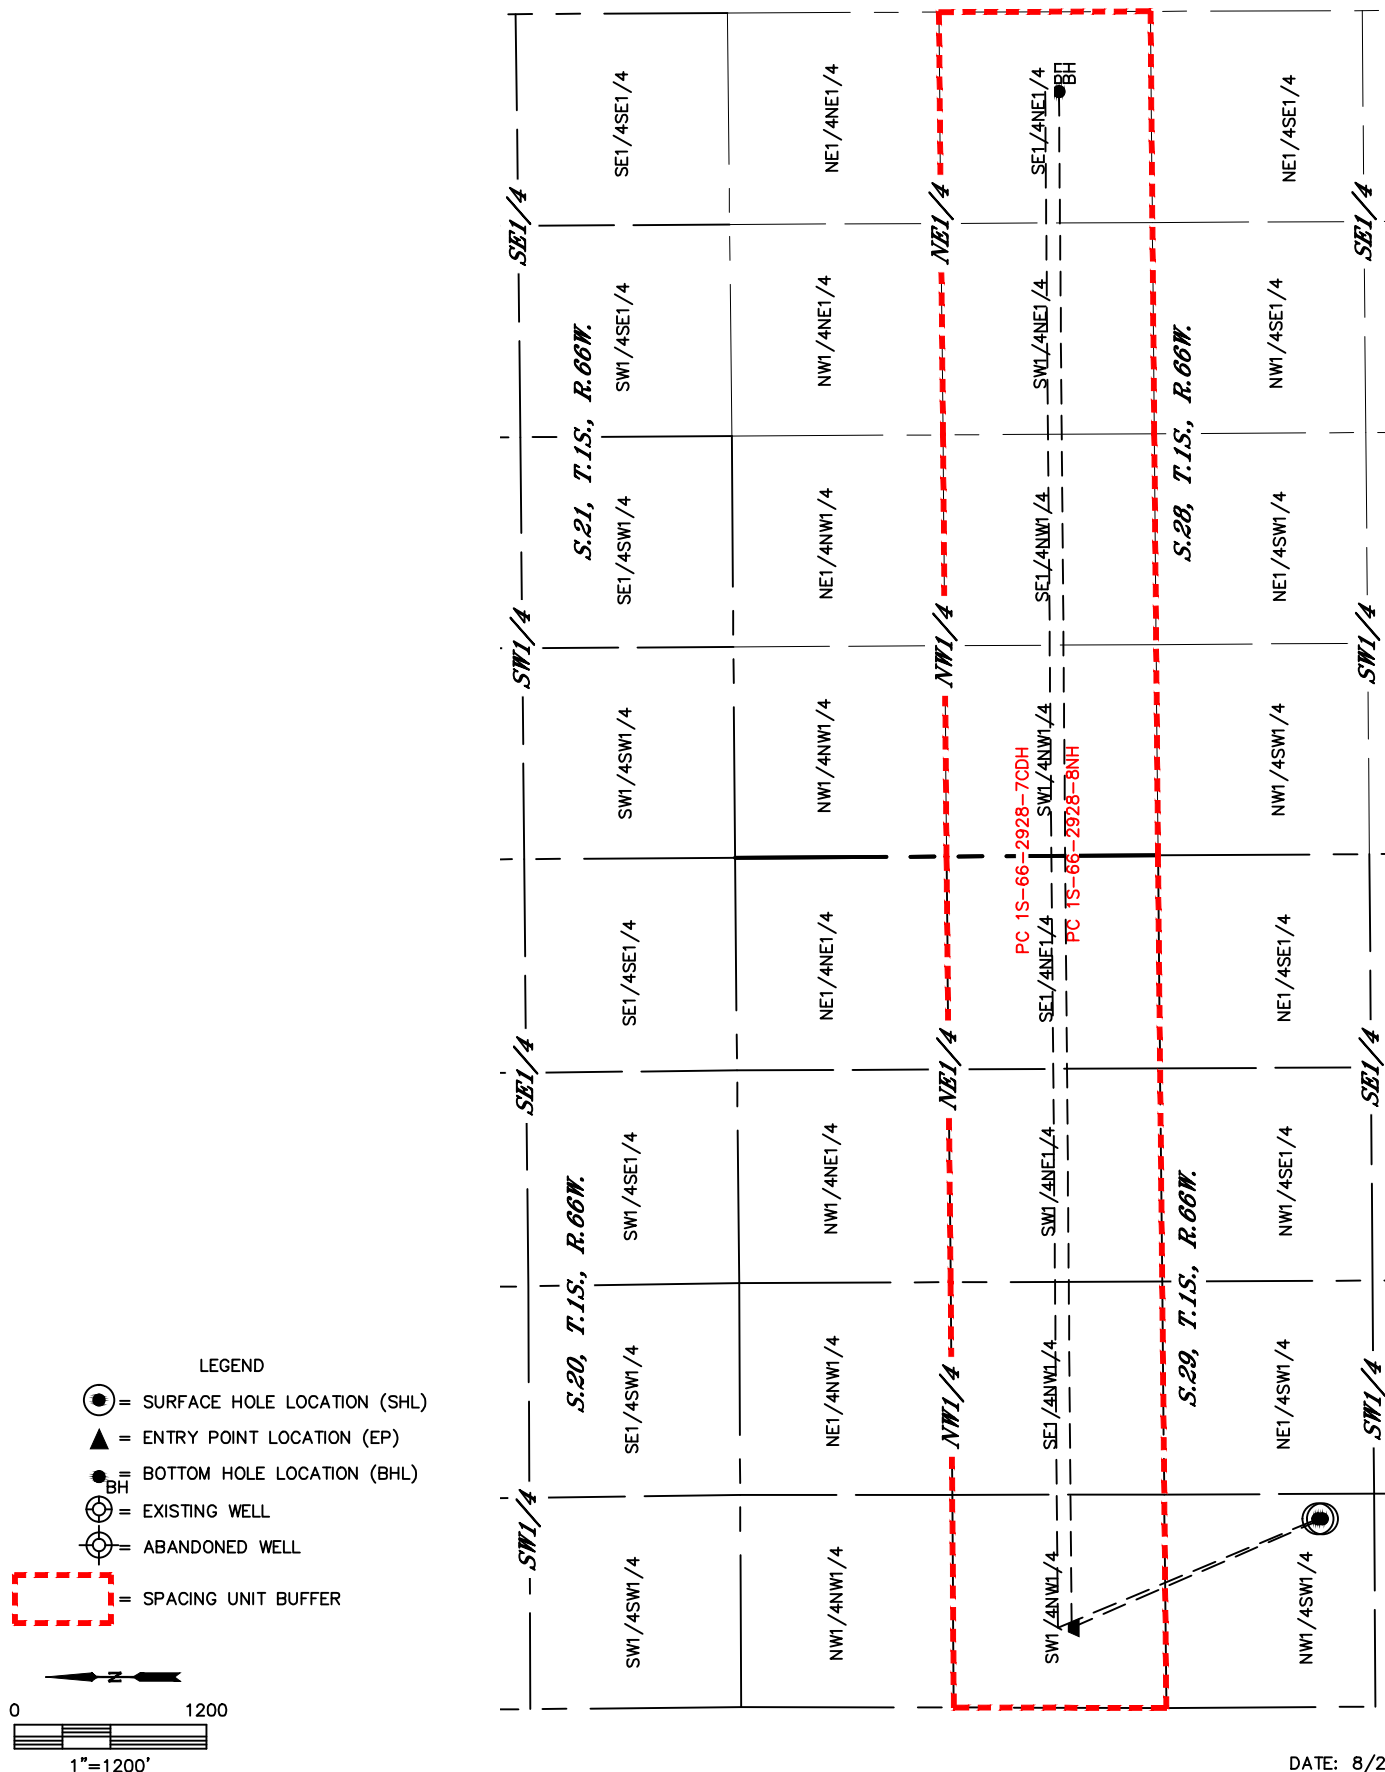 BH
BH
SE1/4SE1/4
NE1/4NE1/4
SE1/4NE1/4
NE1/4SE1/4
SE1/4
NE1/4
SE1/4
SW1/4SE1/4
NW1/4NE1/4
SW1/4NE1/4
NW1/4SE1/4
S.21, T.1S., R.66W.
S.28, T.1S., R.66W.
SE1/4SW1/4
NE1/4NW1/4
SE1/4NW1/4
NE1/4SW1/4
SW1/4
NW1/4
SW1/4
SW1/4SW1/4
NW1/4NW1/4
SW1/4NW1/4
NW1/4SW1/4
PC 1S-66-2928-7CDH
PC 1S-66-2928-8NH
SE1/4SE1/4
NE1/4NE1/4
SE1/4NE1/4
NE1/4SE1/4
SE1/4
NE1/4
SE1/4
SW1/4SE1/4
NW1/4NE1/4
SW1/4NE1/4
NW1/4SE1/4
S.20, T.1S., R.66W.
S.29, T.1S., R.66W.
SE1/4SW1/4
NE1/4NW1/4
SE1/4NW1/4
NE1/4SW1/4
SW1/4
NW1/4
SW1/4
SW1/4SW1/4
NW1/4NW1/4
SW1/4NW1/4
NW1/4SW1/4
LEGEND
= SURFACE HOLE LOCATION (SHL)
= ENTRY POINT LOCATION (EP)
BH = BOTTOM HOLE LOCATION (BHL)
= EXISTING WELL
= ABANDONED WELL
= SPACING UNIT BUFFER
N
0 1200
1"=1200'
DATE: 8/2